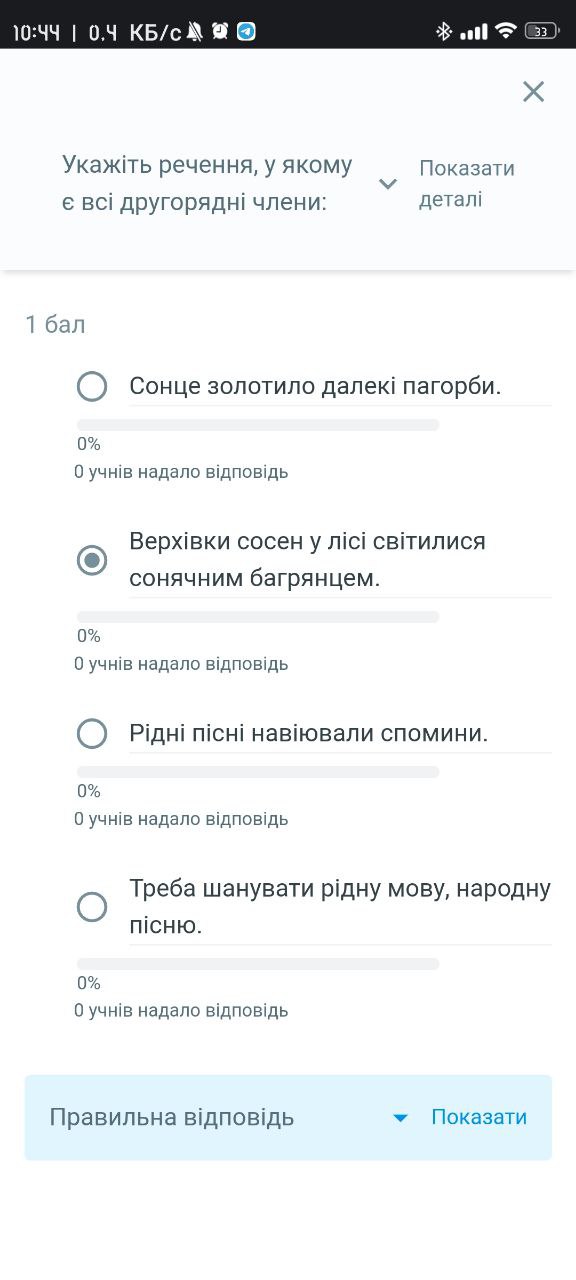 10:44 | 0.4 КБ/с
33
Укажіть речення, у якому
є всі другорядні члени:
Показати
деталі
1 бал
Сонце золотило далекі пагорби.
0%
0 учнів надало відповідь
Верхівки сосен у лісі світилися
сонячним багрянцем.
0%
0 учнів надало відповідь
Рідні пісні навіювали спомини.
0%
0 учнів надало відповідь
Треба шанувати рідну мову, народну
пісню.
0%
0 учнів надало відповідь
Правильна відповідь
Показати